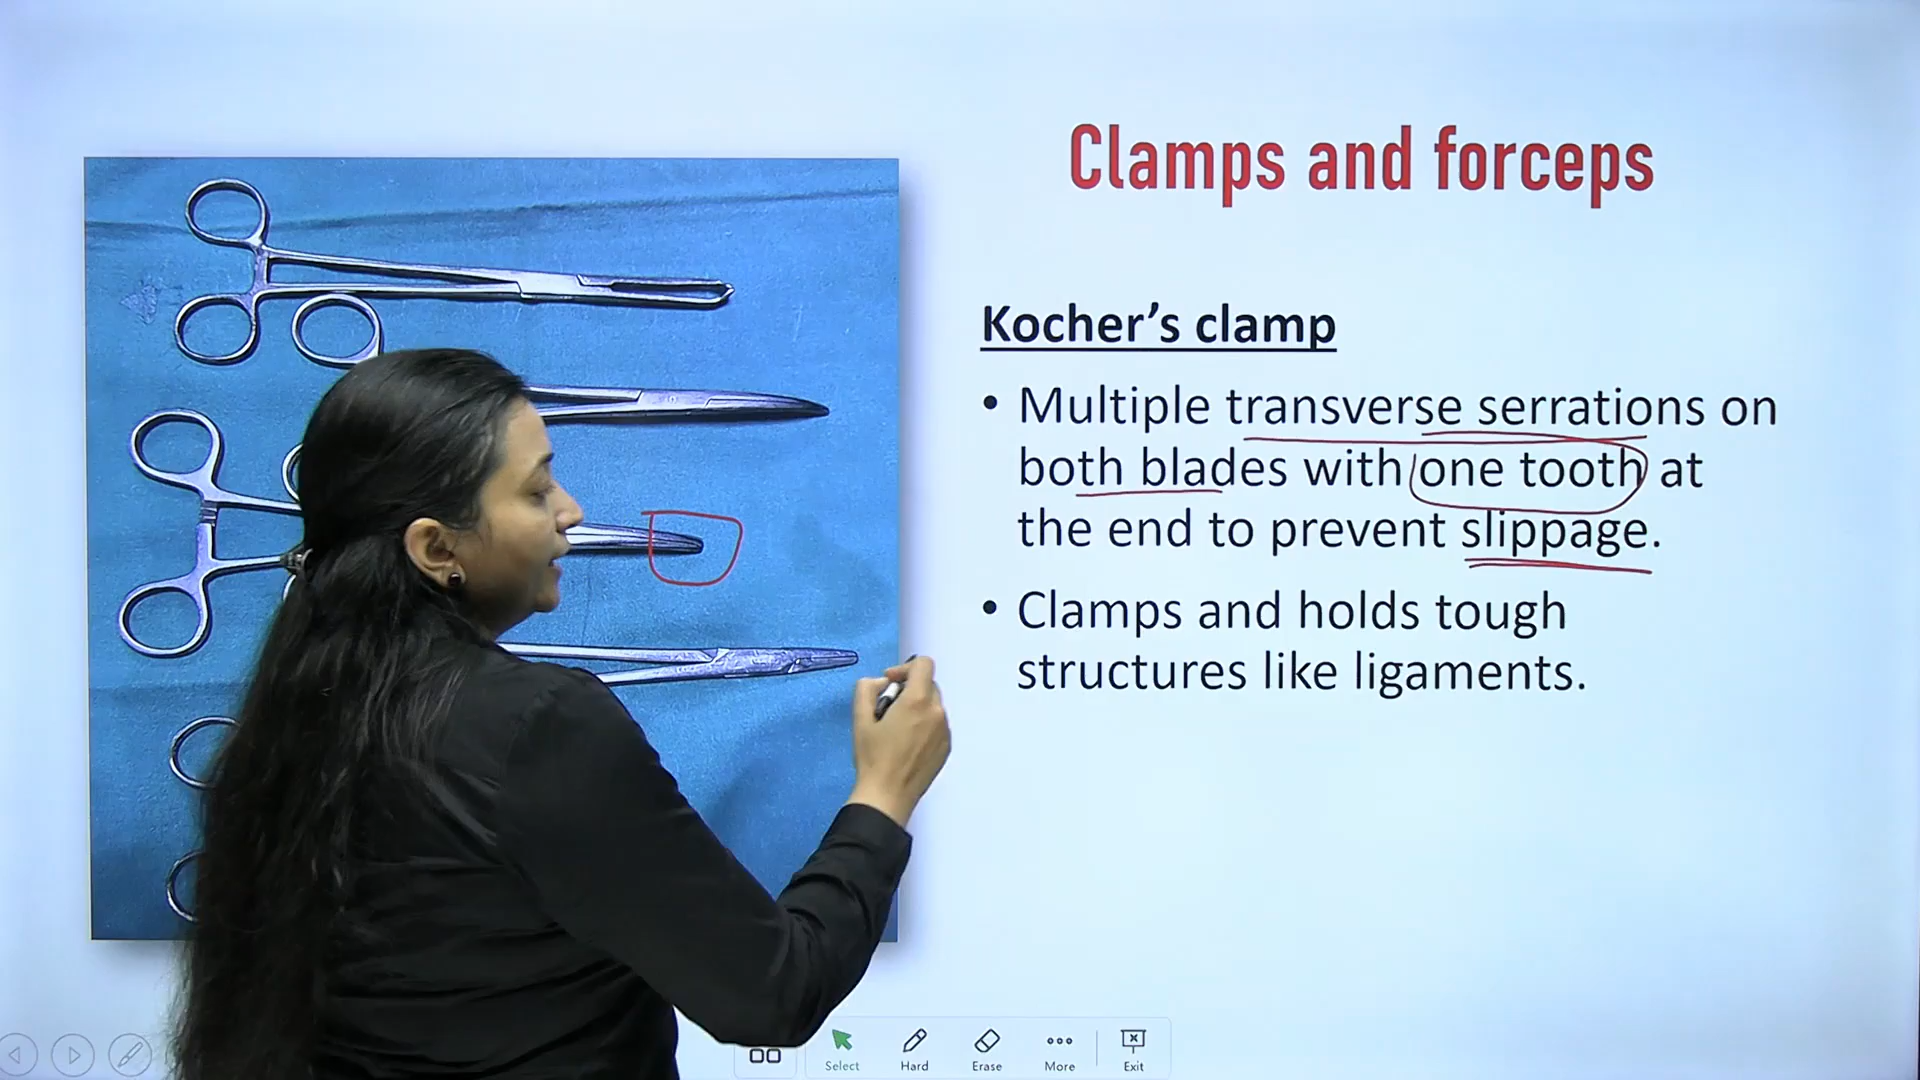 Clamps and forceps
Kocher's clamp
• Multiple transverse serrations on
both blades with one tooth at
the end to prevent slippage.
• Clamps and holds tough
structures like ligaments.
Select
Hard
Erase
More
Exit